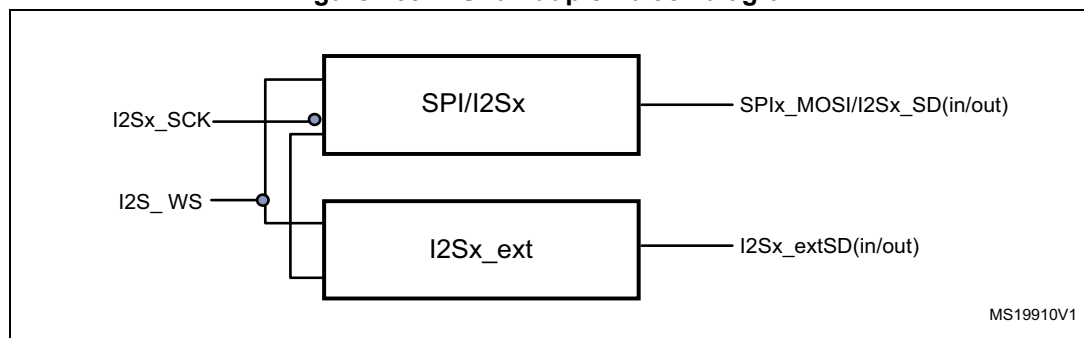 SPI/I2Sx
I2Sx_SCK
SPIx_MOSI/I2Sx_SD(in/out)
I2S_ WS
I2Sx_ext
I2Sx_extSD(in/out)
MS19910V1